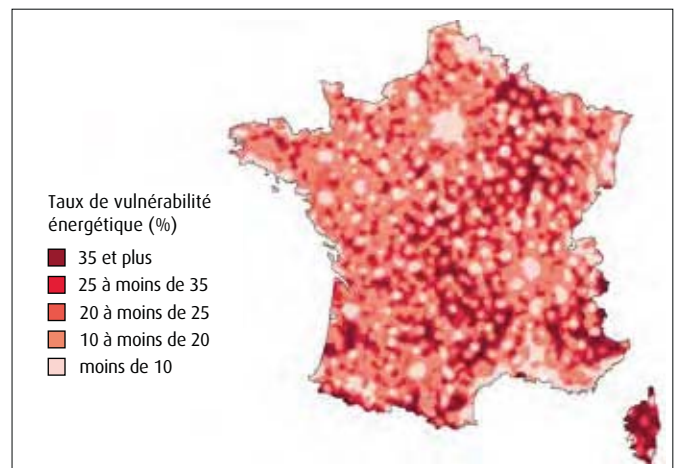 Taux de vulnérabilité
énergétique (%)
35 et plus
25 à moins de 35
20 à moins de 25
10 à moins de 20
moins de 10